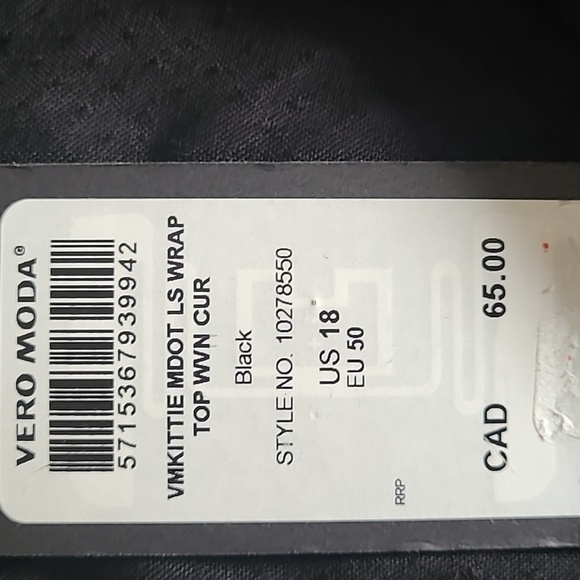 VERO MODA®
5715367939942
VMKITTIE MDOT LS WRAP
TOP WVN CUR
Black
STYLE NO. 10278550
US 18
EU 50
RRP
CAD 65.00